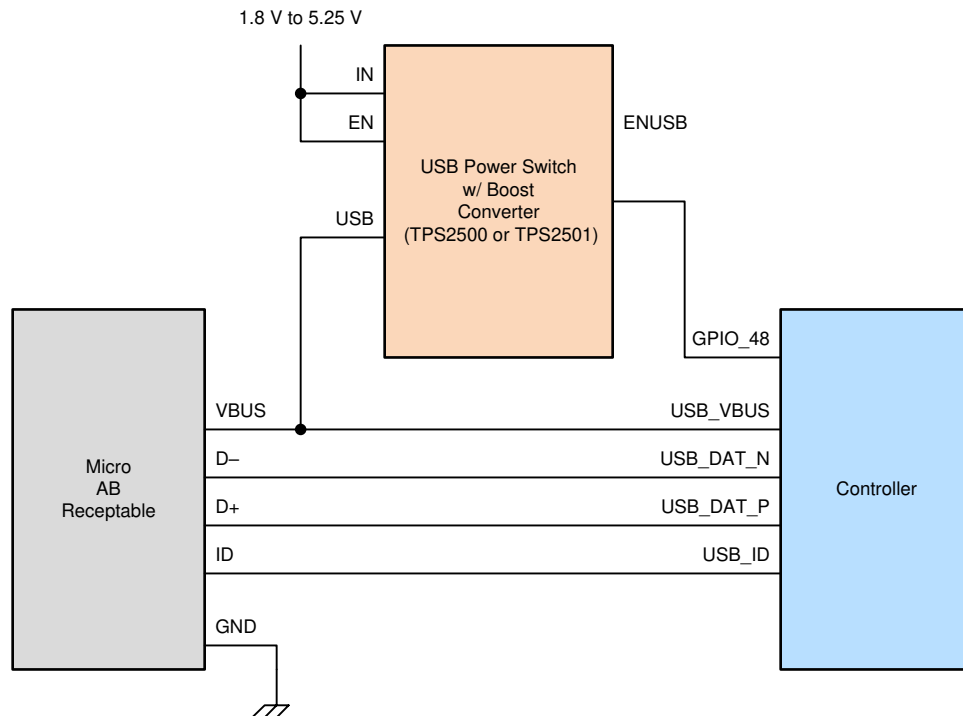 1.8 V to 5.25 V
IN
EN
ENUSB
USB Power Switch
w/ Boost
Converter
(TPS2500 or TPS2501)
USB
GPIO_48
VBUS
USB_VBUS
D–
USB_DAT_N
Micro
AB
Receptable
Controller
D+
USB_DAT_P
ID
USB_ID
GND